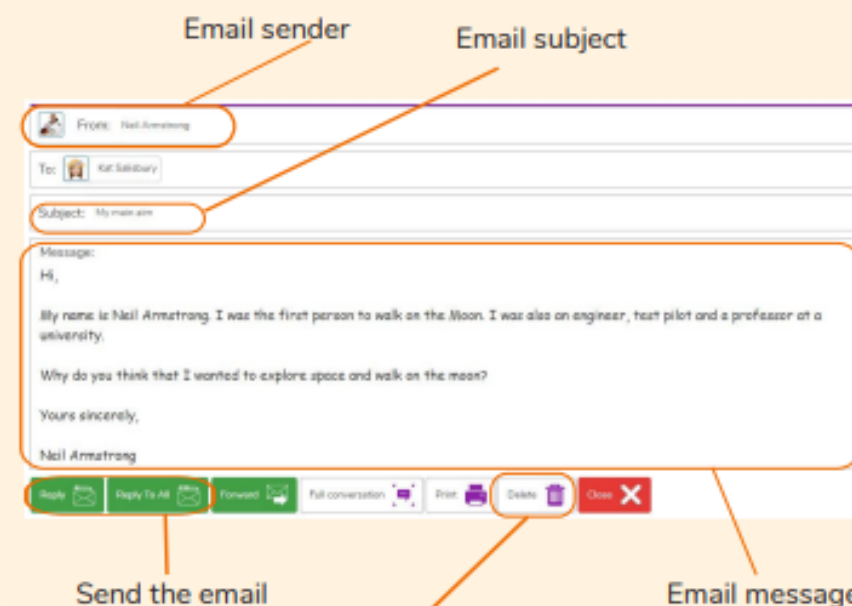 Email sender
Email subject
From: Neil Armstrong
To: Kat Salisbury
Subject: My main aim
Message:
Hi,
My name is Neil Armstrong. I was the first person to walk on the Moon. I was also an engineer, test pilot and a professor at a
university.
Why do you think that I wanted to explore space and walk on the moon?
Yours sincerely,
Neil Armstrong
Reply Reply To All Forward Full conversation Print Delete Close
Send the email
Email message